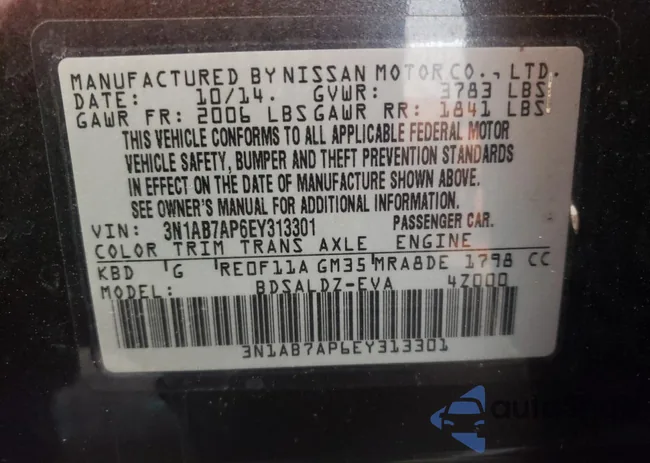 MANUFACTURED BY NISSAN MOTOR CO., LTD.
DATE: 10/14. GVWR: 3783 LBS
GAWR FR: 2006 LBS GAWR RR: 1841 LBS
THIS VEHICLE CONFORMS TO ALL APPLICABLE FEDERAL MOTOR
VEHICLE SAFETY, BUMPER AND THEFT PREVENTION STANDARDS
IN EFFECT ON THE DATE OF MANUFACTURE SHOWN ABOVE.
SEE OWNER'S MANUAL FOR ADDITIONAL INFORMATION.
VIN: 3N1AB7AP6EY313301 PASSENGER CAR.
COLOR TRIM TRANS AXLE ENGINE
KBD G RE0F11A GM35 MRA8DE 1798 CC
MODEL: BDSALDZ-EVA 4Z000
3N1AB7AP6EY313301